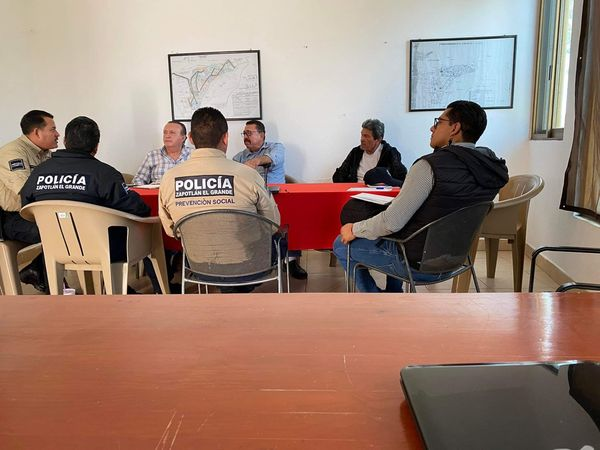 POLICÍA
ZAPOTLÁN EL GRANDE
POLICÍA
ZAPOTLÁN EL GRANDE
PREVENCIÓN SOCIAL